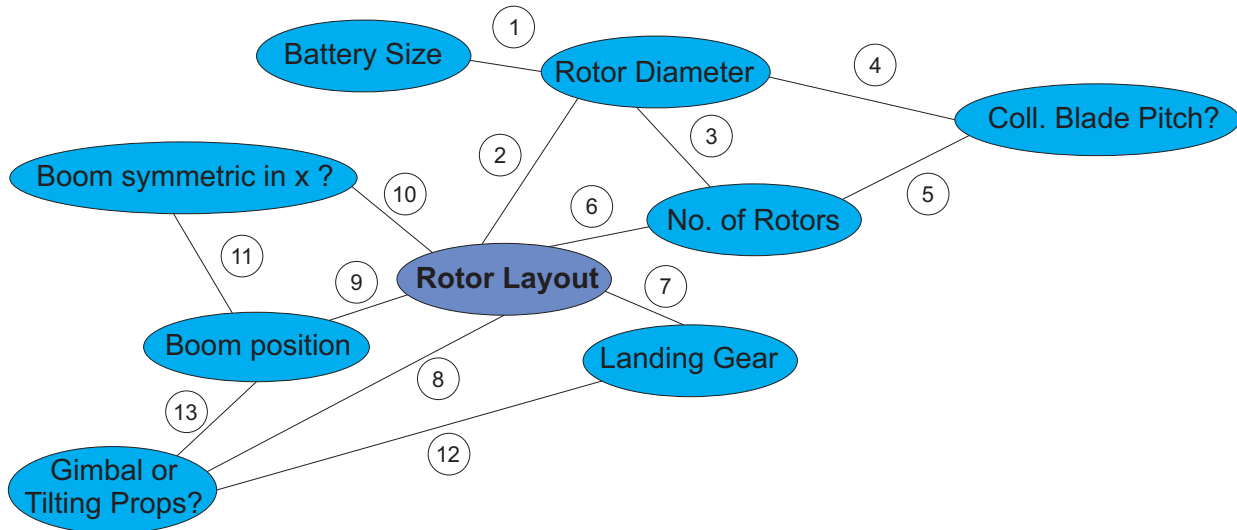 1
Battery Size
Rotor Diameter
4
Coll. Blade Pitch?
2
3
Boom symmetric in x ?
10
6
No. of Rotors
5
11
9
Rotor Layout
7
Boom position
Landing Gear
8
13
12
Gimbal or
Tilting Props?